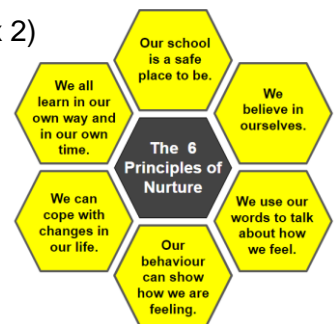 x 2)
Our school
is a safe
place to be.
We all
learn in our
own way and
in our own
time.
We
believe in
ourselves.
The 6
Principles of
Nurture
We can
cope with
changes in
our life.
We use our
words to talk
about how
we feel.
Our
behaviour
can show
how we are
feeling.